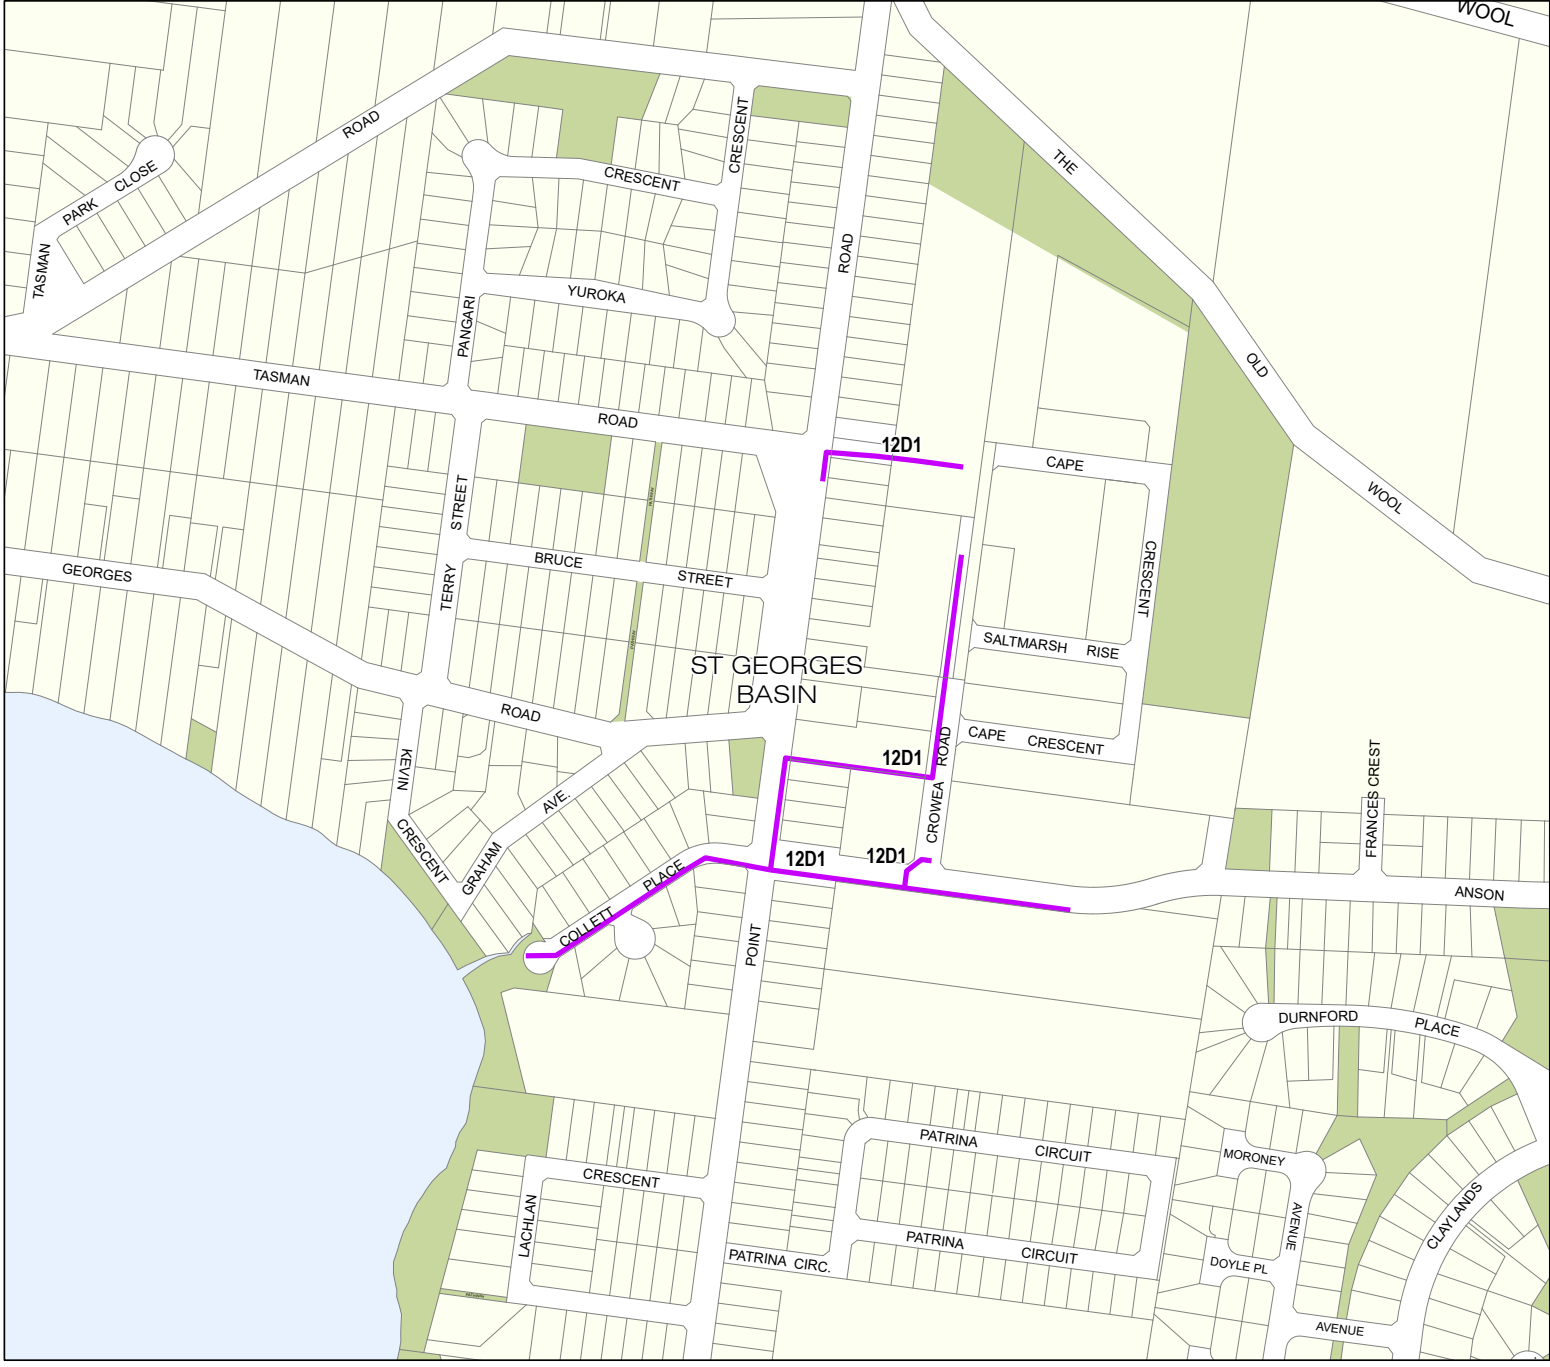 WOOL
ROAD
CRESCENT
THE
PARK CLOSE
CRESCENT
TASMAN
ROAD
YUROKA
PANGARI
OLD
TASMAN
ROAD
12D1
CAPE
STREET
WOOL
BRUCE STREET
GEORGES
TERRY
CRESCENT
SALTMARSH RISE
ST GEORGES
BASIN
ROAD
CAPE CRESCENT
ROAD
12D1
KEVIN
AVE.
CROWEA
FRANCES CREST
CRESCENT
GRAHAM
PLACE
12D1
12D1
ANSON
COLLETT
POINT
DURNFORD PLACE
PATRINA CIRCUIT
MORONEY
CRESCENT
LACHLAN
AVENUE
CLAYLANDS
PATRINA CIRCUIT
PATRINA CIRC.
DOYLE PL
AVENUE